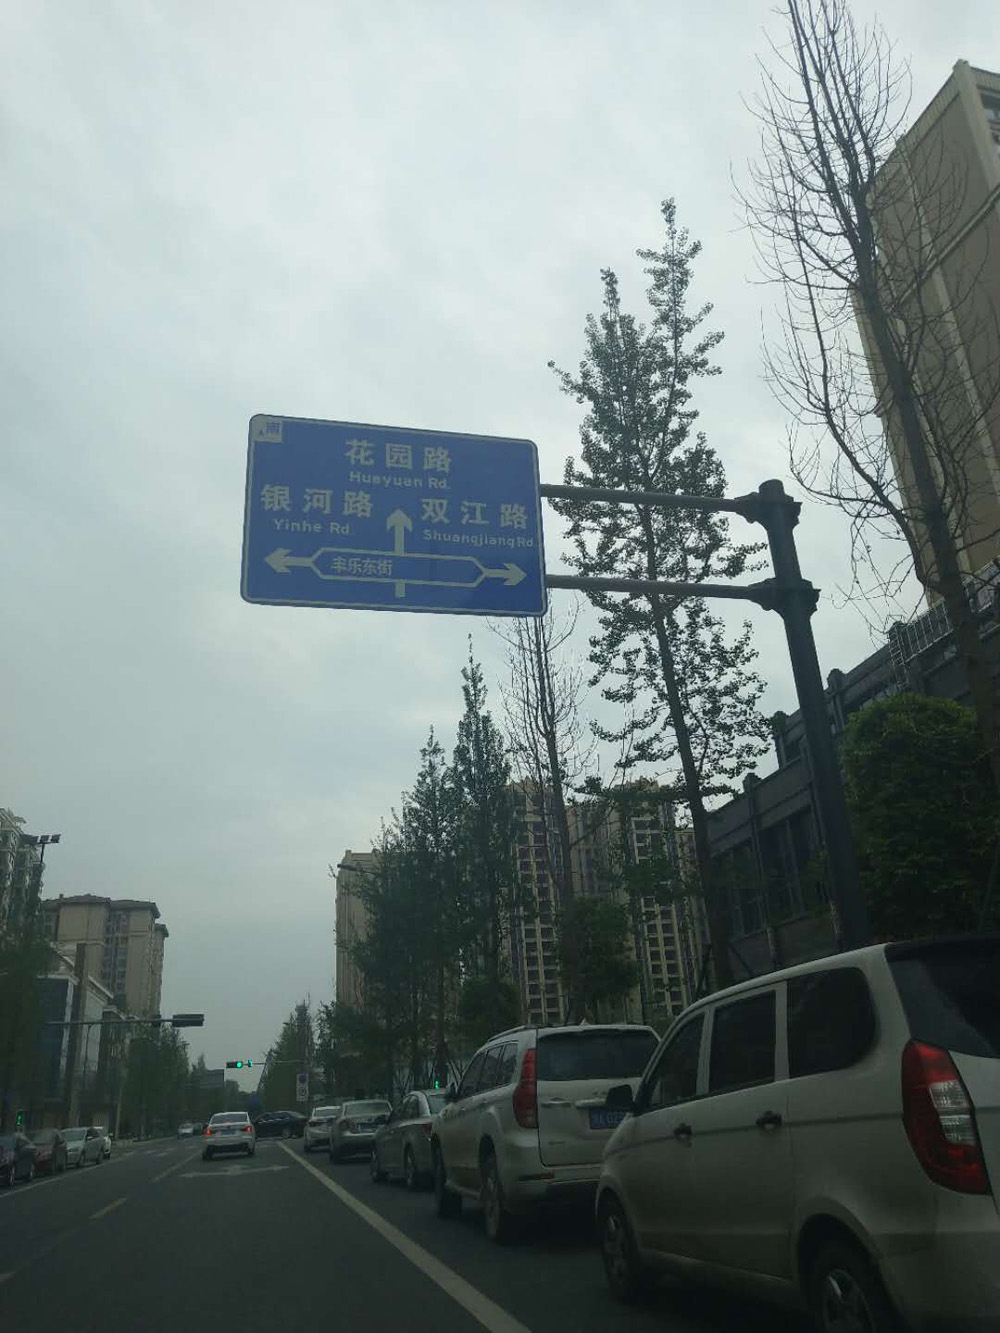 南
花园路
Huayuan Rd.
银河路 双江路
Yinhe Rd Shuangjiang Rd.
丰乐东街